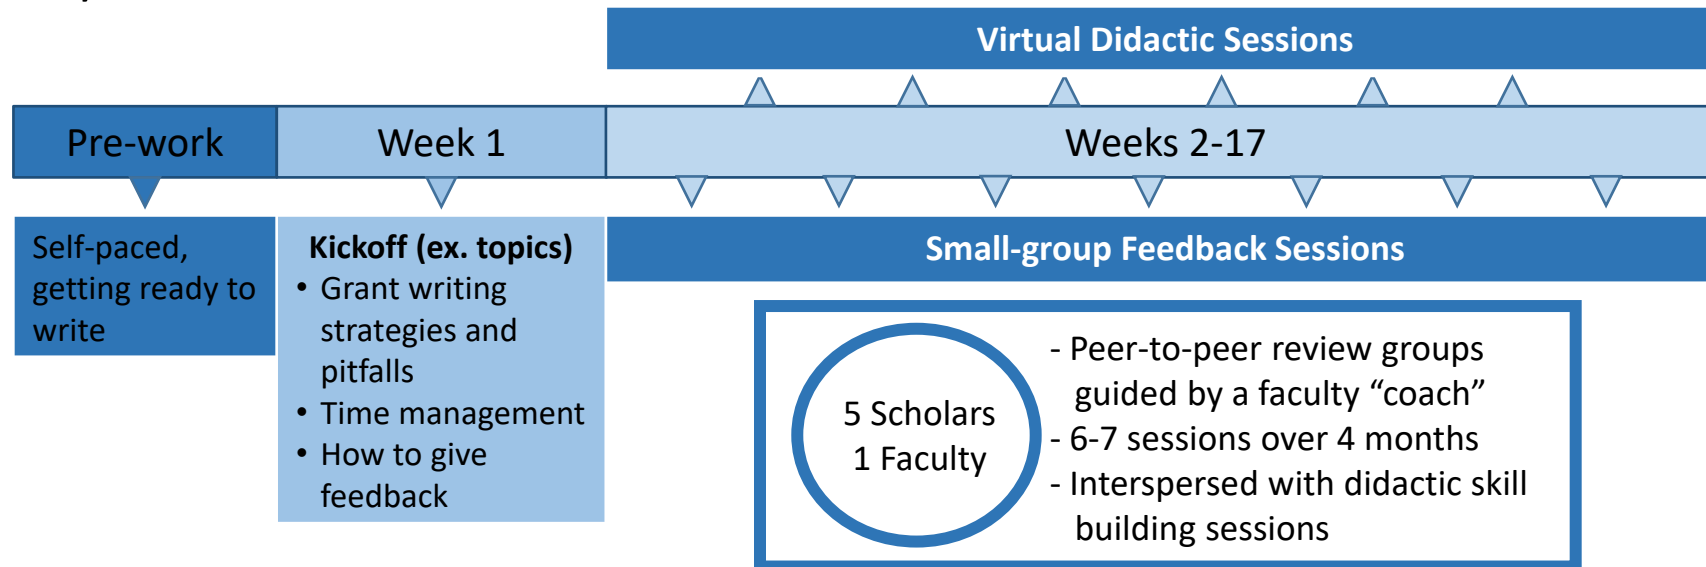 Virtual Didactic Sessions
Pre-work
Week 1
Weeks 2-17
Self-paced,
getting ready to
write
Kickoff (ex. topics)
• Grant writing
strategies and
pitfalls
• Time management
• How to give
feedback
Small-group Feedback Sessions
5 Scholars
1 Faculty
- Peer-to-peer review groups
guided by a faculty “coach”
- 6-7 sessions over 4 months
- Interspersed with didactic skill
building sessions